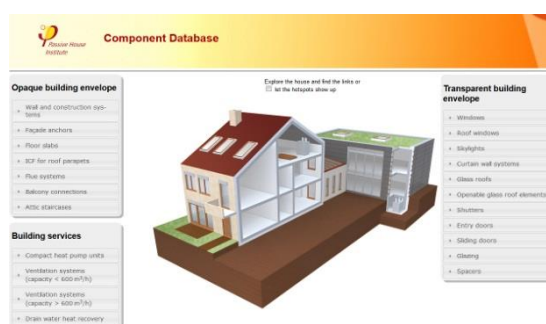 Passive House
Institute
Component Database
Opaque building envelope
Wall and construction sys-
tems
Façade anchors
Floor slabs
ICF for roof parapets
Flue systems
Balcony connections
Attic staircases
Building services
Compact heat pump units
Ventilation systems
(capacity < 600 m³/h)
Ventilation systems
(capacity > 600 m³/h)
Drain water heat recovery
Explore the house and find the links or
let the hotspots show up
Transparent building
envelope
Windows
Roof windows
Skylights
Curtain wall systems
Glass roofs
Openable glass roof elements
Shutters
Entry doors
Sliding doors
Glazing
Spacers